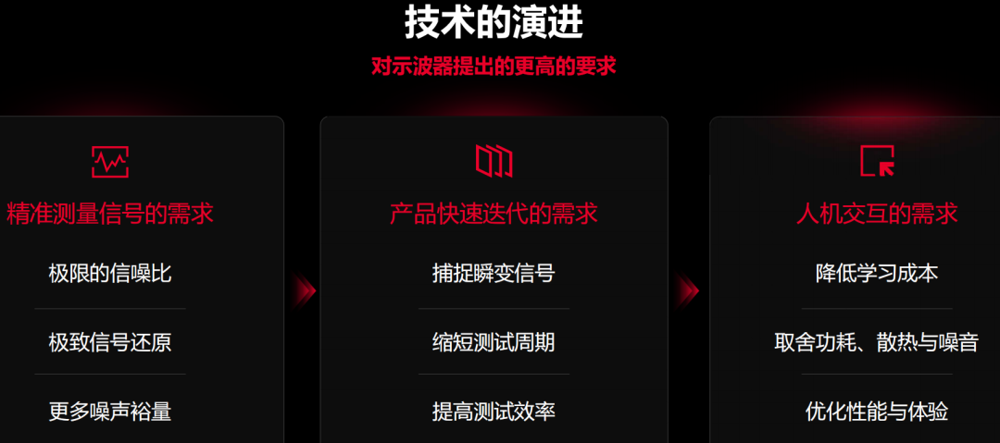 技术的演进
对示波器提出的更高的要求
精准测量信号的需求
极限的信噪比
极致信号还原
更多噪声裕量
产品快速迭代的需求
捕捉瞬变信号
缩短测试周期
提高测试效率
人机交互的需求
降低学习成本
取舍功耗、散热与噪音
优化性能与体验